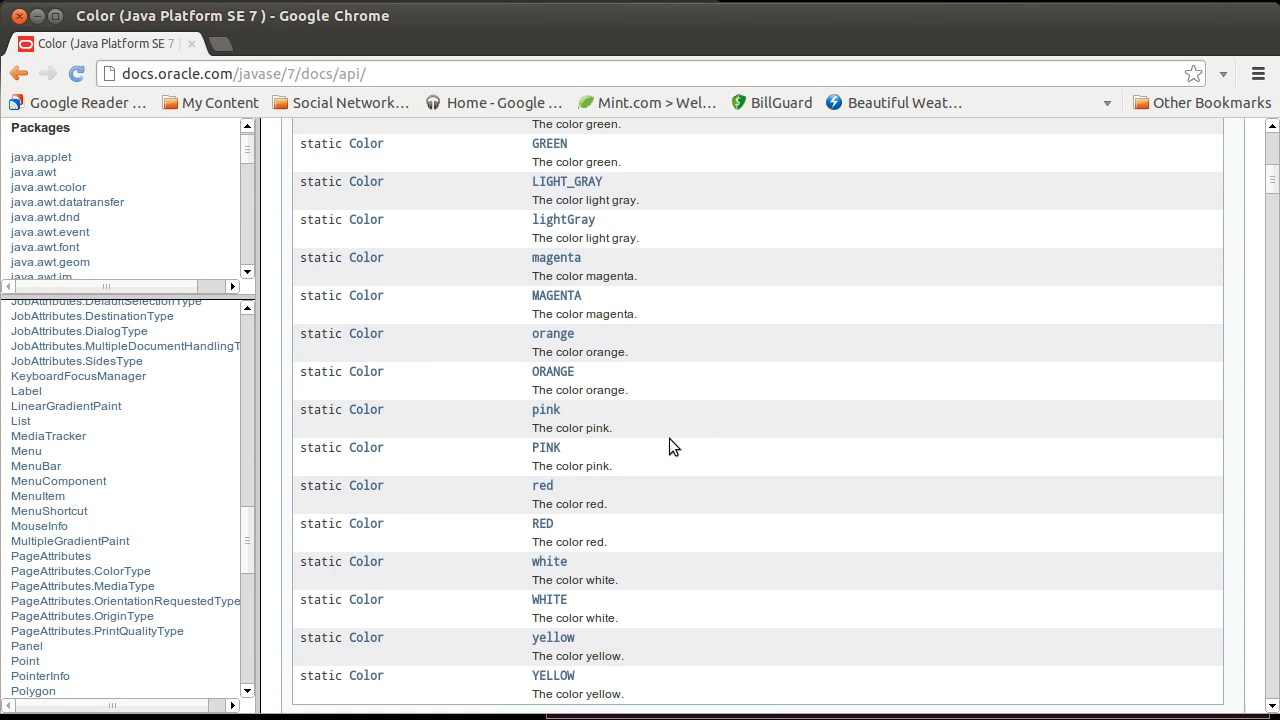 Color (Java Platform SE 7 ) - Google Chrome
Color (Java Platform SE 7 )
docs.oracle.com/javase/7/docs/api/
Google Reader ...
My Content
Social Network...
Home - Google ...
Mint.com > Wel...
BillGuard
Beautiful Weat...
Other Bookmarks
Packages
java.applet
java.awt
java.awt.color
java.awt.datatransfer
java.awt.dnd
java.awt.event
java.awt.font
java.awt.geom
java.awt.im
JobAttributes.DefaultSelectionType
JobAttributes.DestinationType
JobAttributes.DialogType
JobAttributes.MultipleDocumentHandlingT
JobAttributes.SidesType
KeyboardFocusManager
Label
LinearGradientPaint
List
MediaTracker
Menu
MenuBar
MenuComponent
MenuItem
MenuShortcut
MouseInfo
MultipleGradientPaint
PageAttributes
PageAttributes.ColorType
PageAttributes.MediaType
PageAttributes.OrientationRequestedType
PageAttributes.OriginType
PageAttributes.PrintQualityType
Panel
Point
PointerInfo
Polygon
The color green.
static Color GREEN
The color green.
static Color LIGHT_GRAY
The color light gray.
static Color lightGray
The color light gray.
static Color magenta
The color magenta.
static Color MAGENTA
The color magenta.
static Color orange
The color orange.
static Color ORANGE
The color orange.
static Color pink
The color pink.
static Color PINK
The color pink.
static Color red
The color red.
static Color RED
The color red.
static Color white
The color white.
static Color WHITE
The color white.
static Color yellow
The color yellow.
static Color YELLOW
The color yellow.